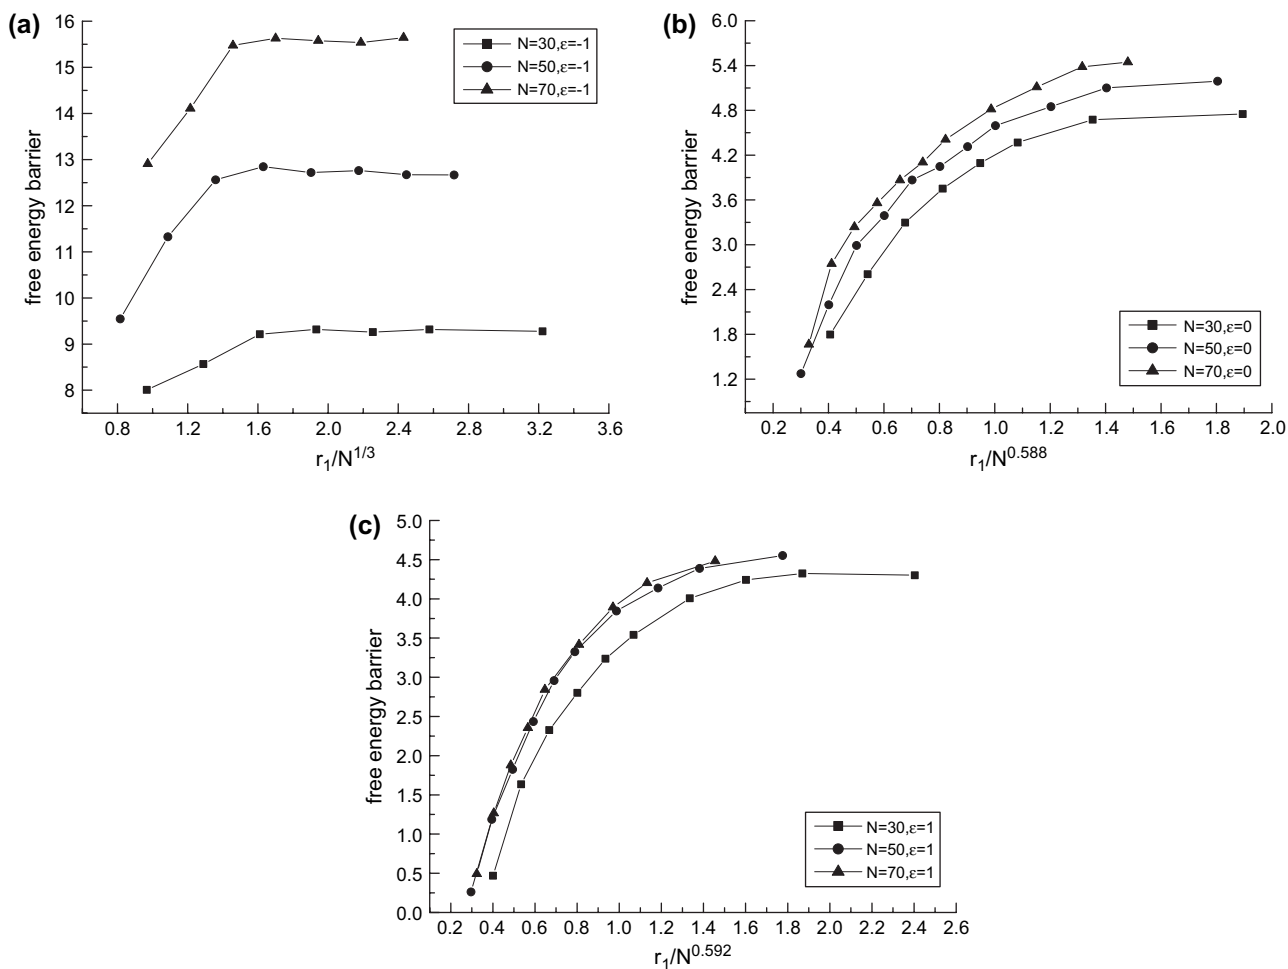 (a)
16
15
14
13
12
11
10
9
8
free energy barrier
0.8 1.2 1.6 2.0 2.4 2.8 3.2 3.6
r₁/N^1/3
N=30,ε=-1
N=50,ε=-1
N=70,ε=-1
(b)
6.0
5.4
4.8
4.2
3.6
3.0
2.4
1.8
1.2
free energy barrier
0.2 0.4 0.6 0.8 1.0 1.2 1.4 1.6 1.8 2.0
r₁/N^0.588
N=30,ε=0
N=50,ε=0
N=70,ε=0
(c)
5.0
4.5
4.0
3.5
3.0
2.5
2.0
1.5
1.0
0.5
0.0
free energy barrier
0.2 0.4 0.6 0.8 1.0 1.2 1.4 1.6 1.8 2.0 2.2 2.4 2.6
r₁/N^0.592
N=30,ε=1
N=50,ε=1
N=70,ε=1